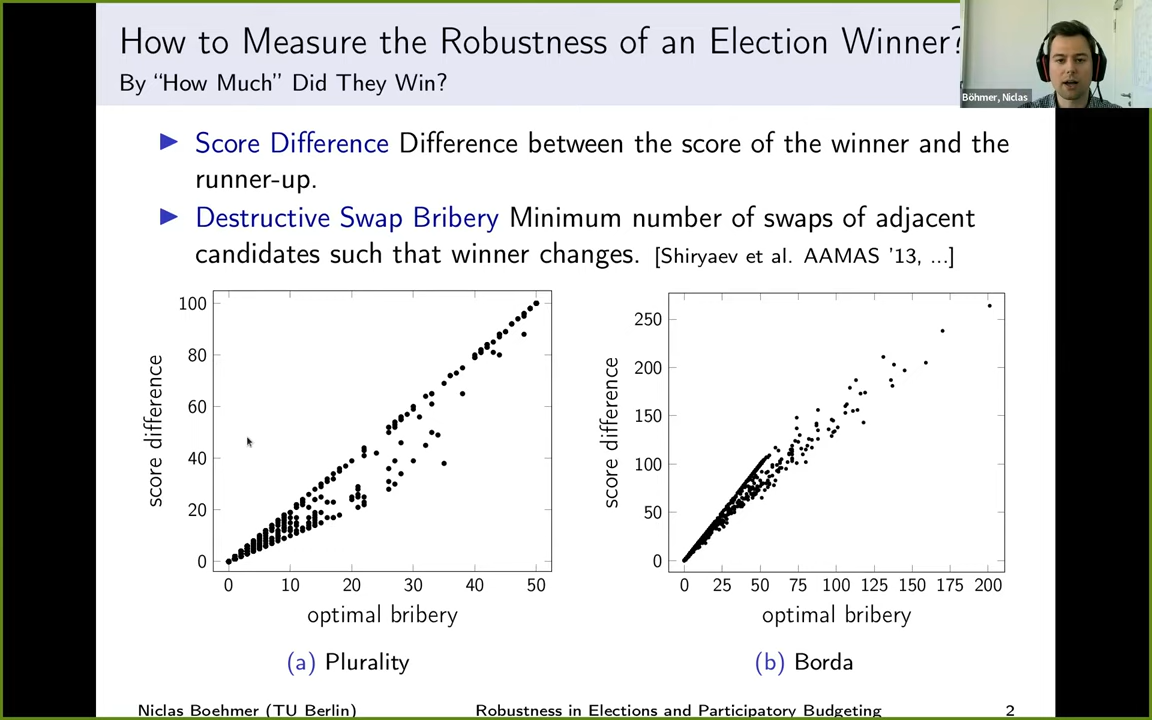 How to Measure the Robustness of an Election Winner?
By “How Much” Did They Win?
Böhmer, Niclas
Score Difference Difference between the score of the winner and the
runner-up.
Destructive Swap Bribery Minimum number of swaps of adjacent
candidates such that winner changes. [Shiryaev et al. AAMAS ’13, ...]
100
80
60
40
20
0
score difference
0 10 20 30 40 50
optimal bribery
(a) Plurality
250
200
150
100
50
0
score difference
0 25 50 75 100 125 150 175 200
optimal bribery
(b) Borda
Niclas Boehmer (TU Berlin) Robustness in Elections and Participatory Budgeting 2